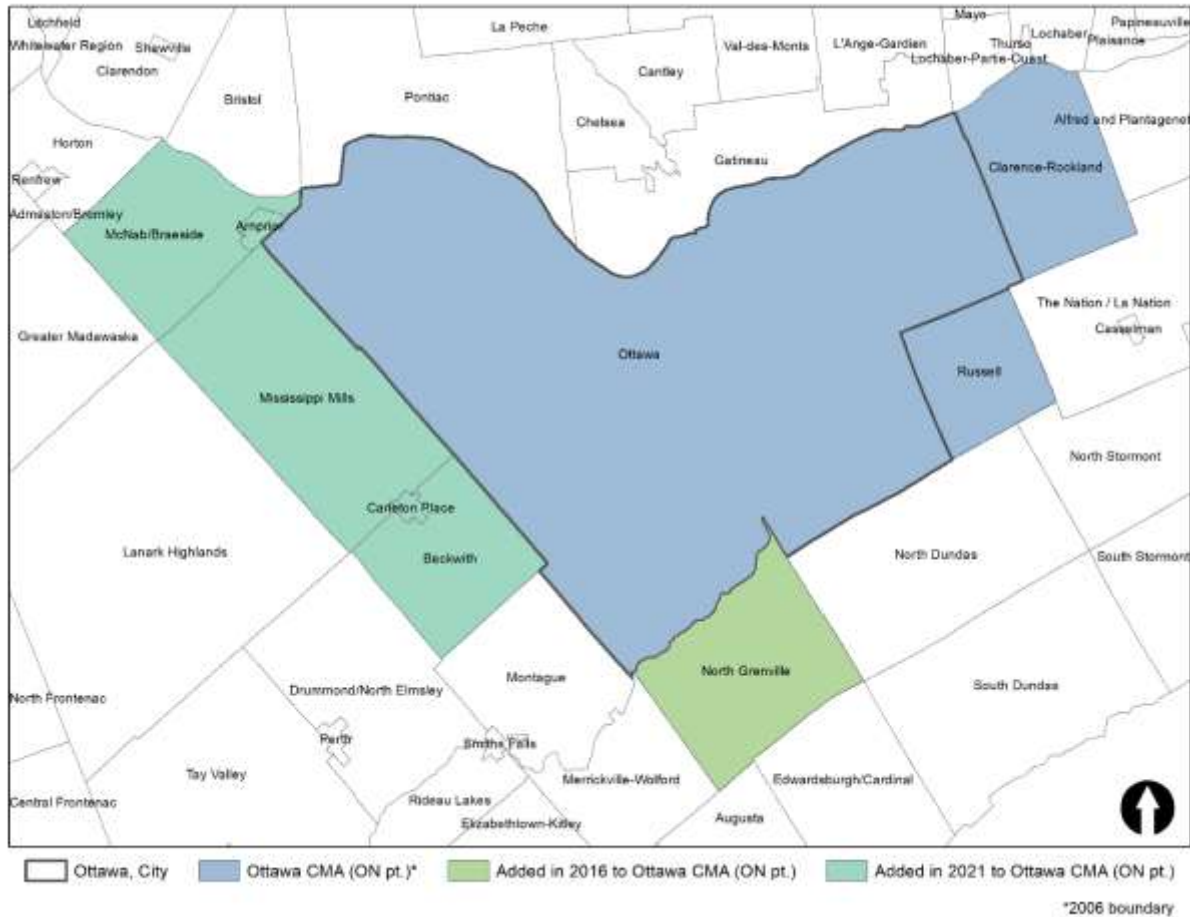 Litchfield
Mayo
Papineauville
La Peche
Lochaber
Whitewater Region
Shawville
Val-des-Monts
L'Ange-Gardien
Thurso
Plaisance
Clarendon
Cantley
Lochaber-Partie-Ouest
Bristol
Pontiac
Chelsea
Alfred and Plantagenet
Horton
Gatineau
Clarence-Rockland
Renfrew
Admaston/Bromley
McNab/Braeside
Arnprior
The Nation / La Nation
Casselman
Greater Madawaska
Ottawa
Russell
Mississippi Mills
North Stormont
Carleton Place
Lanark Highlands
Beckwith
North Dundas
South Stormont
North Grenville
Montague
South Dundas
North Frontenac
Drummond/North Elmsley
Perth
Smiths Falls
Tay Valley
Merrickville-Wolford
Edwardsburgh/Cardinal
Central Frontenac
Rideau Lakes
Elizabethtown-Kitley
Augusta
Ottawa, City
Ottawa CMA (ON pt.)*
Added in 2016 to Ottawa CMA (ON pt.)
Added in 2021 to Ottawa CMA (ON pt.)
*2006 boundary